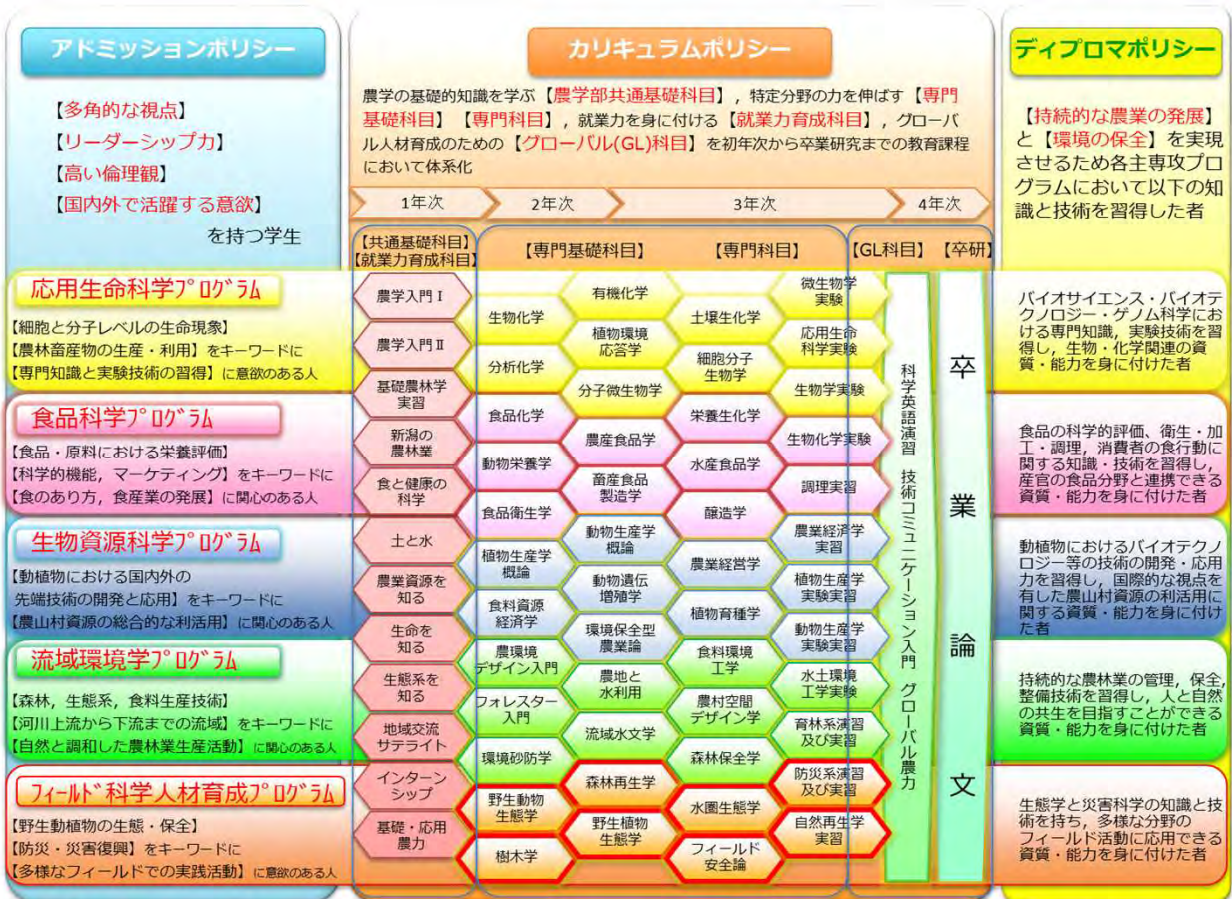 アドミッションポリシー
【多角的な視点】
【リーダーシップ力】
【高い倫理観】
【国内外で活躍する意欲】
を持つ学生
カリキュラムポリシー
農学の基礎的知識を学ぶ【農学部共通基礎科目】，特定分野の力を伸ばす【専門
基礎科目】【専門科目】，就業力を身に付ける【就業力育成科目】，グローバ
ル人材育成のための【グローバル(GL)科目】を初年次から卒業研究までの教育課程
において体系化
1年次
2年次
3年次
4年次
【共通基礎科目】
【就業力育成科目】
【専門基礎科目】
【専門科目】
【GL科目】
【卒研】
ディプロマポリシー
【持続的な農業の発展】
と【環境の保全】を実現
させるため各主専攻プロ
グラムにおいて以下の知
識と技術を習得した者
応用生命科学プログラム
【細胞と分子レベルの生命現象】
【農林畜産物の生産・利用】をキーワードに
【専門知識と実験技術の習得】に意欲のある人
食品科学プログラム
【食品・原料における栄養評価】
【科学的機能，マーケティング】をキーワードに
【食のあり方，食産業の発展】に関心のある人
生物資源科学プログラム
【動植物における国内外の
先端技術の開発と応用】をキーワードに
【農山村資源の総合的な利活用】に関心のある人
流域環境学プログラム
【森林，生態系，食料生産技術】
【河川上流から下流までの流域】をキーワードに
【自然と調和した農林業生産活動】に関心のある人
フィールド科学人材育成プログラム
【野生動植物の生態・保全】
【防災・災害復興】をキーワードに
【多様なフィールドでの実践活動】に意欲のある人
農学入門Ⅰ
農学入門Ⅱ
基礎農林学
実習
新潟の
農林業
食と健康の
科学
土と水
農業資源を
知る
生命を
知る
生態系を
知る
地域交流
サテライト
インターン
シップ
基礎・応用
農力
生物化学
分析化学
食品化学
動物栄養学
食品衛生学
植物生産学
概論
食料資源
経済学
農環境
デザイン入門
フォレスター
入門
環境砂防学
野生動物
生態学
樹木学
有機化学
植物環境
応答学
分子微生物学
農産食品学
畜産食品
製造学
動物生産学
概論
動物遺伝
増殖学
環境保全型
農業論
農地と
水利用
流域水文学
森林再生学
野生植物
生態学
土壌生化学
細胞分子
生物学
栄養生化学
水産食品学
醸造学
農業経営学
植物育種学
食料環境
工学
農村空間
デザイン学
森林保全学
水圏生態学
フィールド
安全論
微生物学
実験
応用生命
科学実験
生物学実験
生物化学実験
調理実習
農業経済学
実習
植物生産学
実験実習
動物生産学
実験実習
水土環境
工学実験
育林系演習
及び実習
防災系演習
及び実習
自然再生学
実習
科学英語演習　技術コミュニケーション入門　グローバル農力
卒業論文
バイオサイエンス・バイオテ
クノロジー・ゲノム科学にお
ける専門知識，実験技術を習
得し，生物・化学関連の資
質・能力を身に付けた者
食品の科学的評価、衛生・加
工・調理，消費者の食行動に
関する知識・技術を習得し，
産官の食品分野と連携できる
資質・能力を身に付けた者
動植物におけるバイオテクノ
ロジー等の技術の開発・応用
力を習得し，国際的な視点を
有した農山村資源の利活用に
関する資質・能力を身に付け
た者
持続的な農林業の管理，保全，
整備技術を習得し，人と自然
の共生を目指すことができる
資質・能力を身に付けた者
生態学と災害科学の知識と技
術を持ち，多様な分野の
フィールド活動に応用できる
資質・能力を身に付けた者